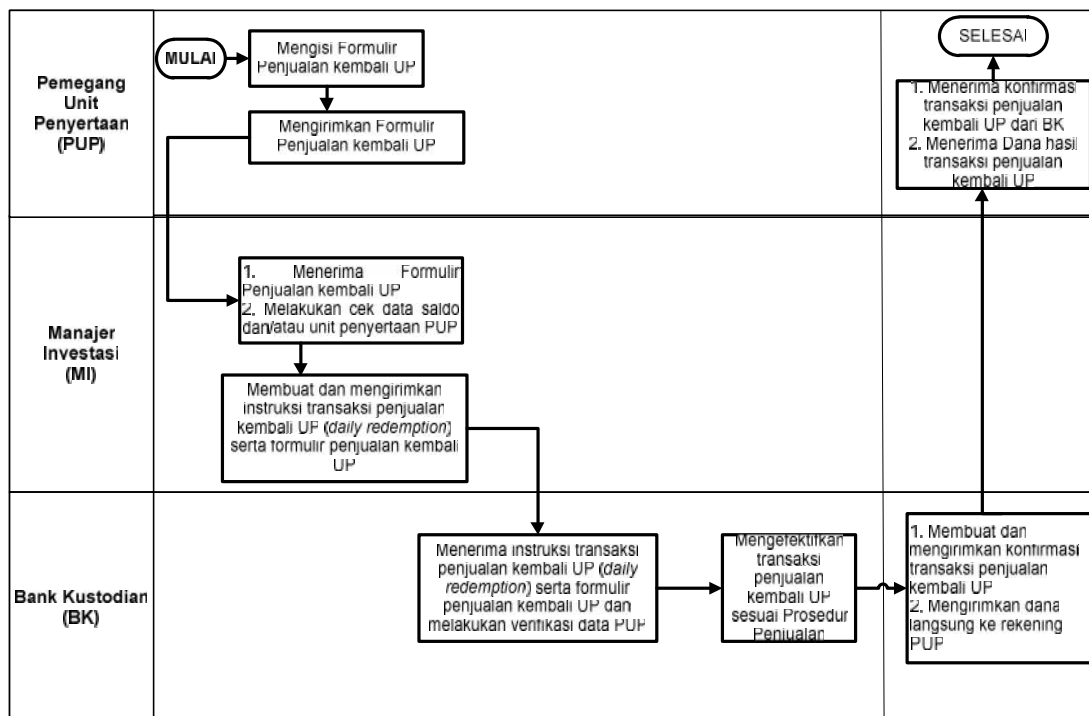 Pemegang
Unit
Penyertaan
(PUP)
MULAI
Mengisi Formulir
Penjualan kembali UP
Mengirimkan Formulir
Penjualan kembali UP
SELESAI
1. Menerima konfirmasi
transaksi penjualan
kembali UP dari BK
2. Menerima Dana hasil
transaksi penjualan
kembali UP
Manajer
Investasi
(MI)
1. Menerima Formulir
Penjualan kembali UP
2. Melakukan cek data saldo
dan/atau unit penyertaan PUP
Membuat dan mengirimkan
instruksi transaksi penjualan
kembali UP (daily redemption)
serta formulir penjualan kembali
UP
Bank Kustodian
(BK)
Menerima instruksi transaksi
penjualan kembali UP (daily
redemption) serta formulir
penjualan kembali UP dan
melakukan verifikasi data PUP
Mengefektifkan
transaksi
penjualan
kembali UP
sesuai Prosedur
Penjualan
1. Membuat dan
mengirimkan konfirmasi
transaksi penjualan
kembali UP
2. Mengirimkan dana
langsung ke rekening
PUP